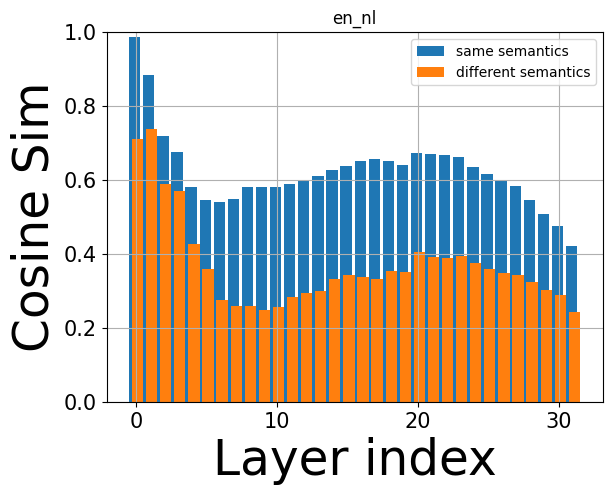 en_nl
same semantics
different semantics
Cosine Sim
1.0
0.8
0.6
0.4
0.2
0.0
0 10 20 30
Layer index